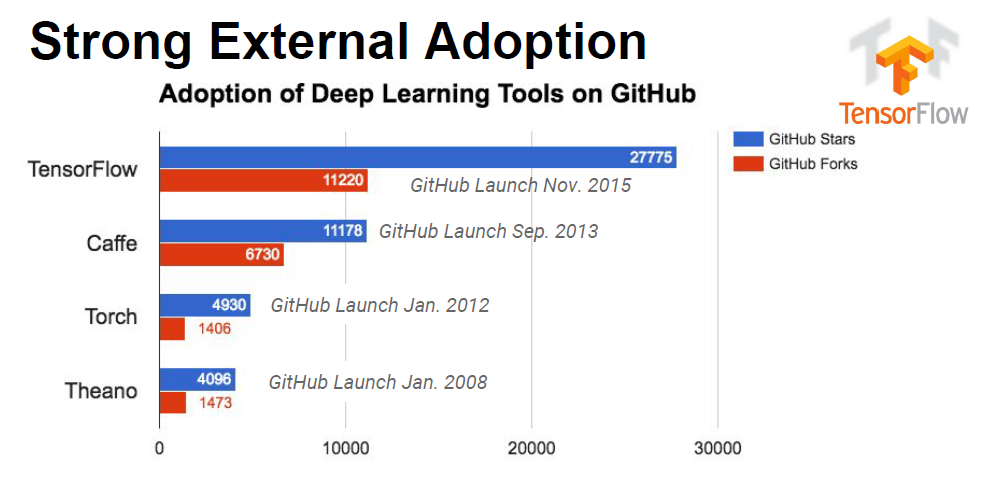 Strong External Adoption
TensorFlow
Adoption of Deep Learning Tools on GitHub
GitHub Stars
GitHub Forks
TensorFlow
27775
11220
GitHub Launch Nov. 2015
Caffe
11178
GitHub Launch Sep. 2013
6730
Torch
4930
GitHub Launch Jan. 2012
1406
Theano
4096
GitHub Launch Jan. 2008
1473
0 10000 20000 30000